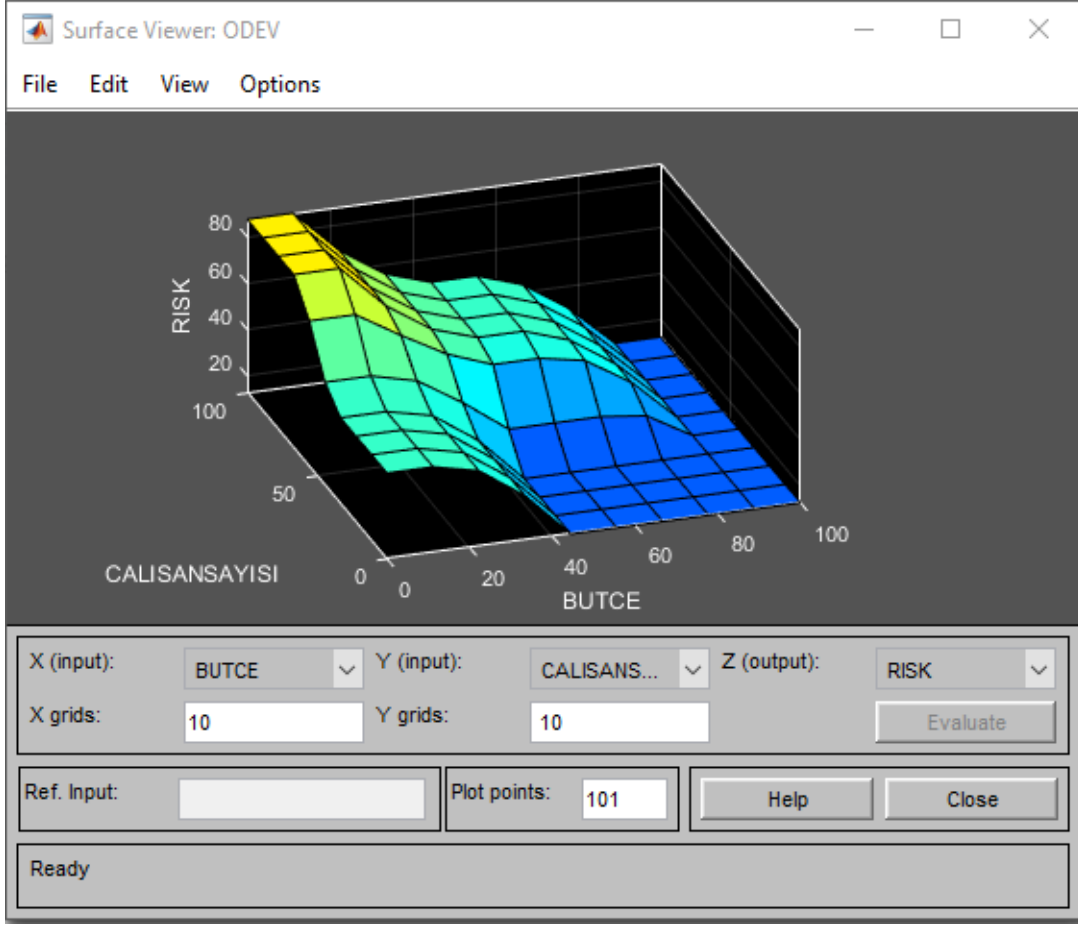 Surface Viewer: ODEV
File Edit View Options
80
60
40
20
RISK
100
50
0
CALISANSAYISI
0
20
40
60
80
100
BUTCE
X (input): BUTCE Y (input): CALISANS... Z (output): RISK
X grids: 10 Y grids: 10 Evaluate
Ref. Input: Plot points: 101 Help Close
Ready